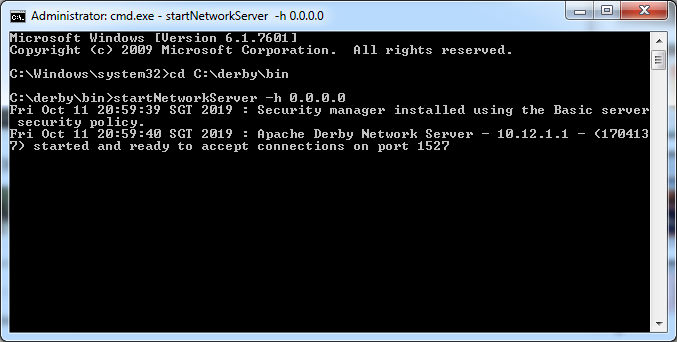 Administrator: cmd.exe - startNetworkServer -h 0.0.0.0
Microsoft Windows [Version 6.1.7601]
Copyright (c) 2009 Microsoft Corporation.  All rights reserved.
C:\Windows\system32>cd C:\derby\bin
C:\derby\bin>startNetworkServer -h 0.0.0.0
Fri Oct 11 20:59:39 SGT 2019 : Security manager installed using the Basic server
 security policy.
Fri Oct 11 20:59:40 SGT 2019 : Apache Derby Network Server - 10.12.1.1 - (170413
7) started and ready to accept connections on port 1527